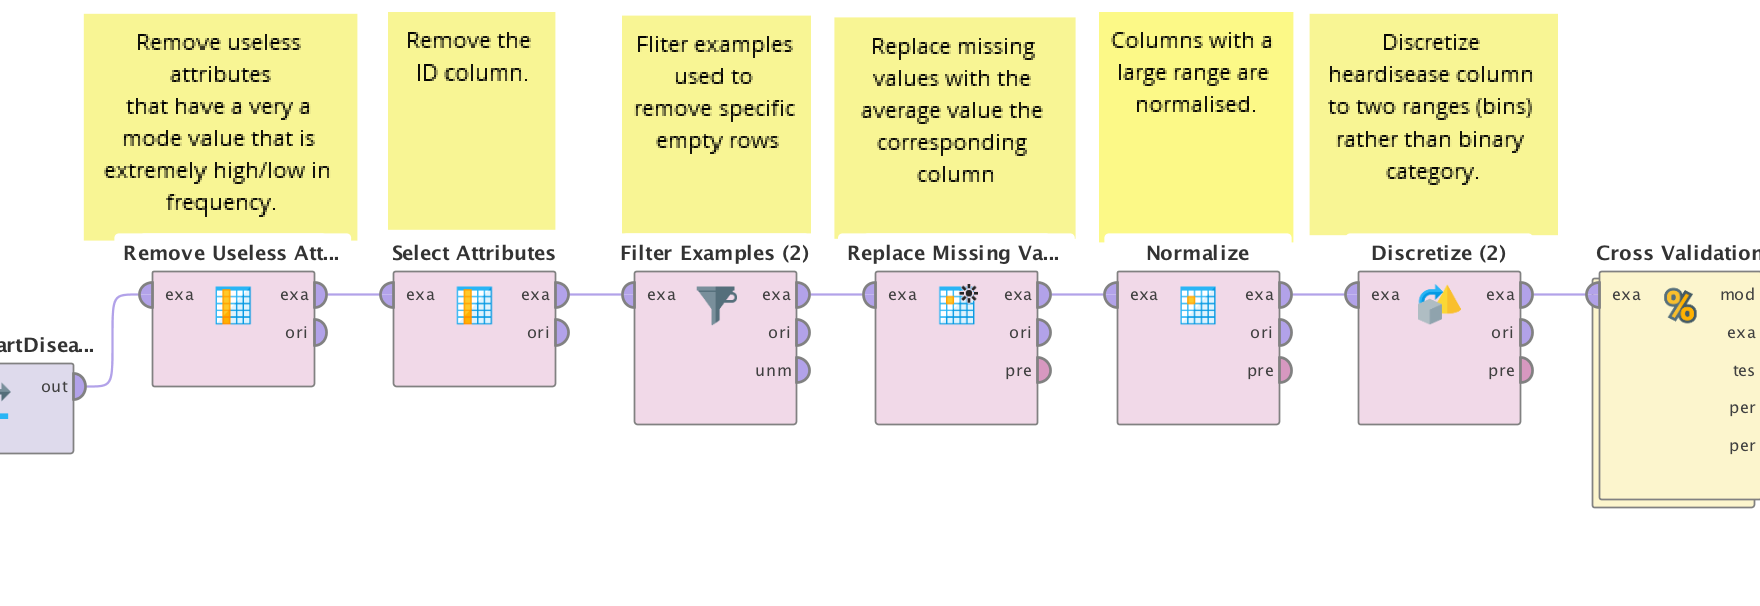 Remove useless
attributes
that have a very a
mode value that is
extremely high/low in
frequency.
Remove the
ID column.
Fliter examples
used to
remove specific
empty rows
Replace missing
values with the
average value the
corresponding
column
Columns with a
large range are
normalised.
Discretize
heardisease column
to two ranges (bins)
rather than binary
category.
artDisea...
out
Remove Useless Att...
exa
exa
ori
Select Attributes
exa
exa
ori
Filter Examples (2)
exa
exa
ori
unm
Replace Missing Va...
exa
exa
ori
pre
Normalize
exa
exa
ori
pre
Discretize (2)
exa
exa
ori
pre
Cross Validation
exa
%
mod
exa
tes
per
per